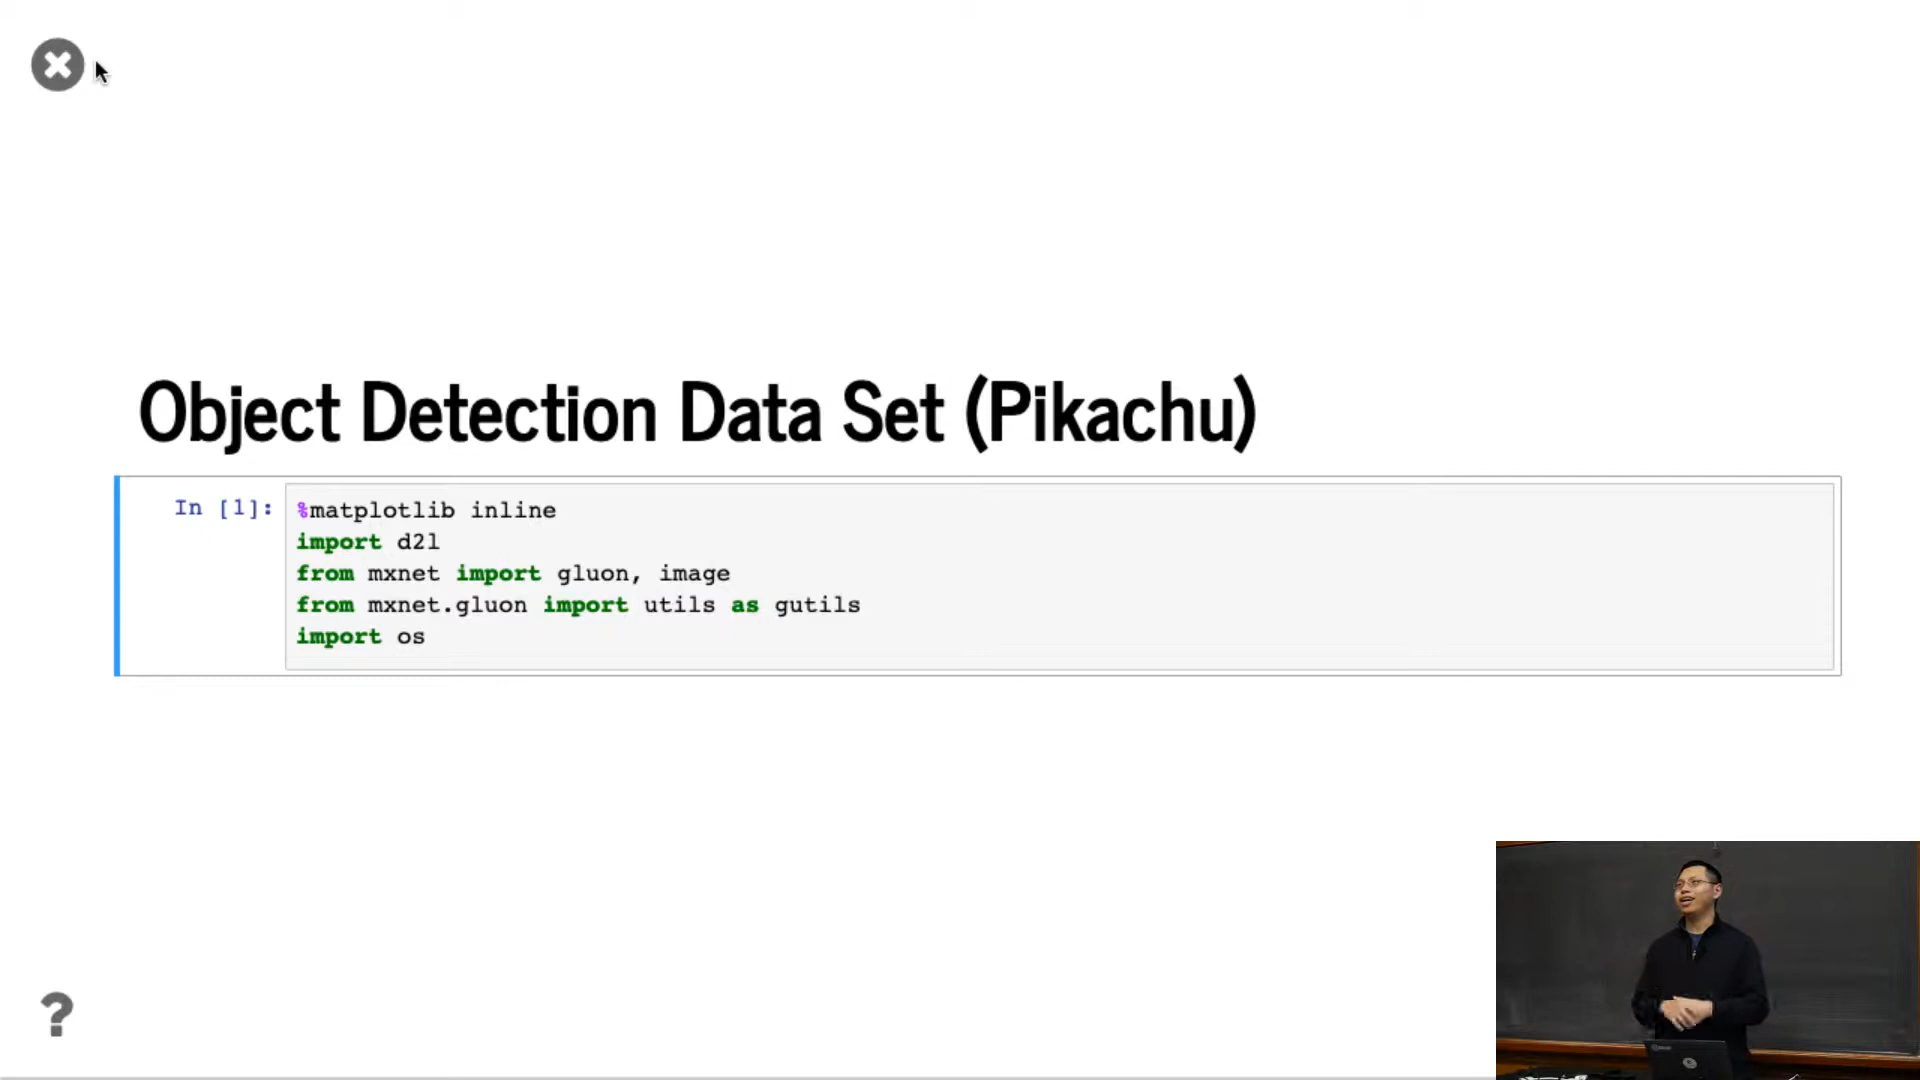 Object Detection Data Set (Pikachu)
In [1]:
%matplotlib inline
import d2l
from mxnet import gluon, image
from mxnet.gluon import utils as gutils
import os
?